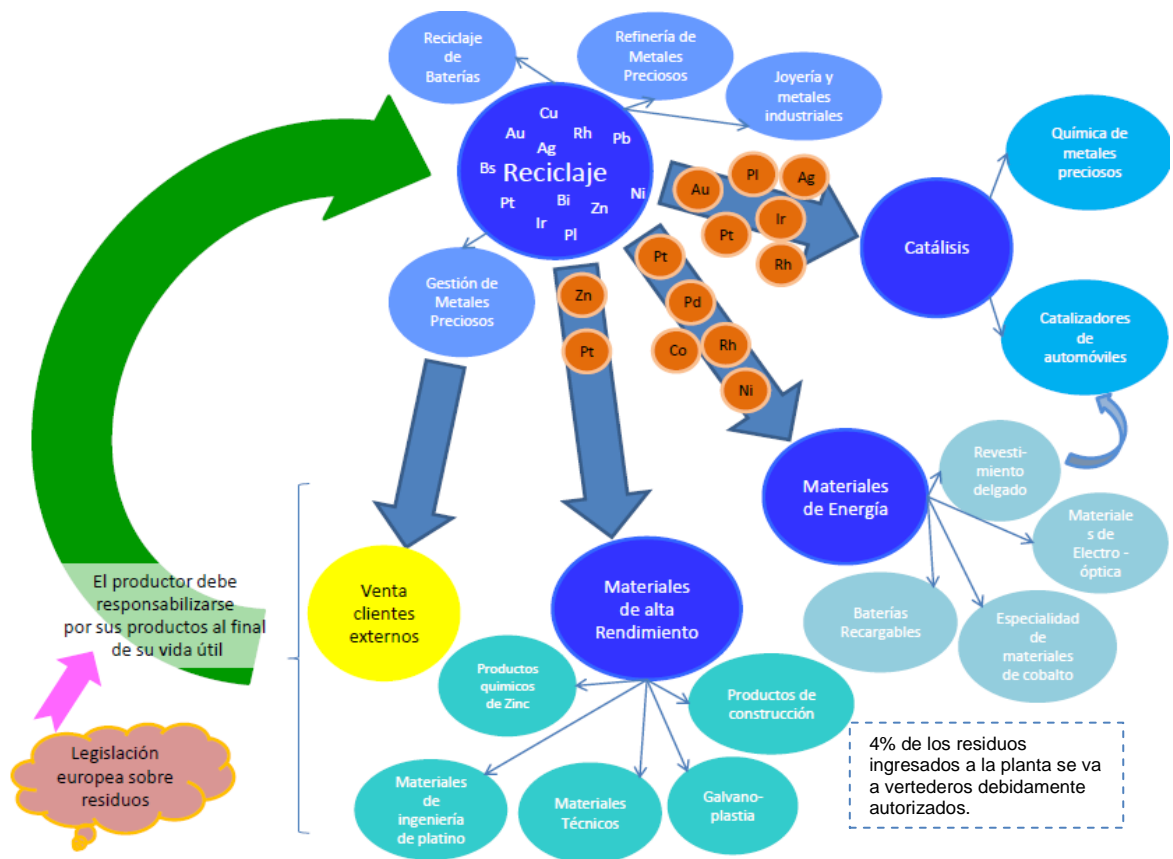 Reciclaje
de
Baterías
Refinería de
Metales
Preciosos
Joyería y
metales
industriales
Cu
Au
Rh
Pb
Ag
Bs
Reciclaje
Pt
Bi
Zn
Ni
Ir
Pl
Au
Pl
Ag
Pt
Ir
Rh
Catálisis
Química de
metales
preciosos
Catalizadores
de
automóviles
Gestión de
Metales
Preciosos
Zn
Pt
Pt
Pd
Co
Rh
Ni
Materiales
de Energía
Revesti-
miento
delgado
Materiale
s de
Electro -
óptica
Baterías
Recargables
Especialidad
de
materiales
de cobalto
El productor debe
responsabilizarse
por sus productos al final
de su vida útil
Legislación
europea sobre
residuos
Venta
clientes
externos
Materiales
de alta
Rendimiento
Productos
quimicos
de Zinc
Productos de
construcción
Materiales
de
ingeniería
de platino
Materiales
Técnicos
Galvano-
plastia
4% de los residuos
ingresados a la planta se va
a vertederos debidamente
autorizados.